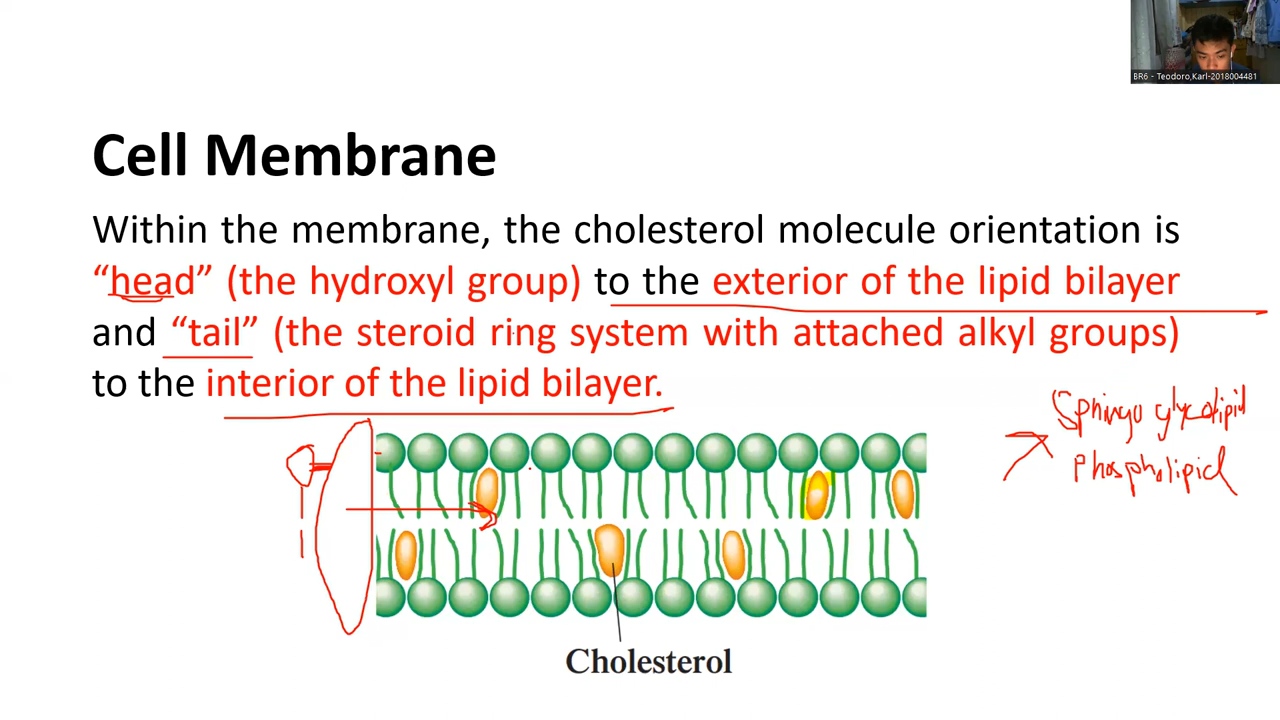 BR6 - Teodoro,Karl-2018004481
Cell Membrane
Within the membrane, the cholesterol molecule orientation is
“head” (the hydroxyl group) to the exterior of the lipid bilayer
and “tail” (the steroid ring system with attached alkyl groups)
to the interior of the lipid bilayer.
Sphingo glycolipid
Phospholipid
Cholesterol